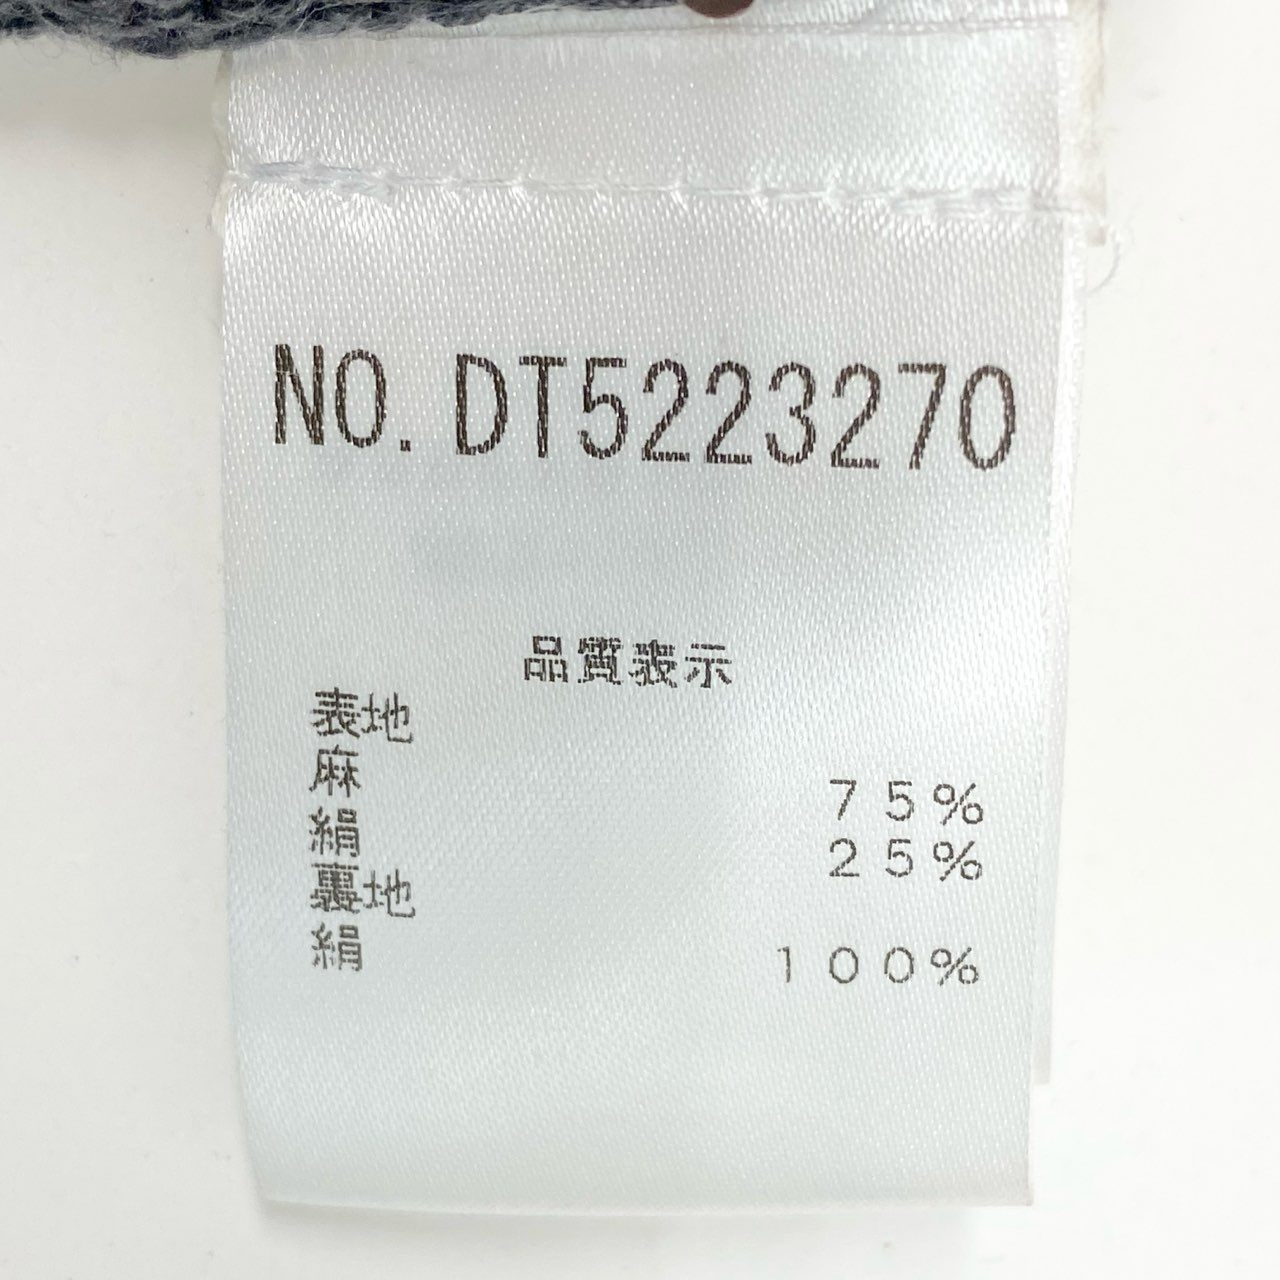 NO. DT5223270
品質表示
表地
麻 75%
絹 25%
裏地
絹 100%